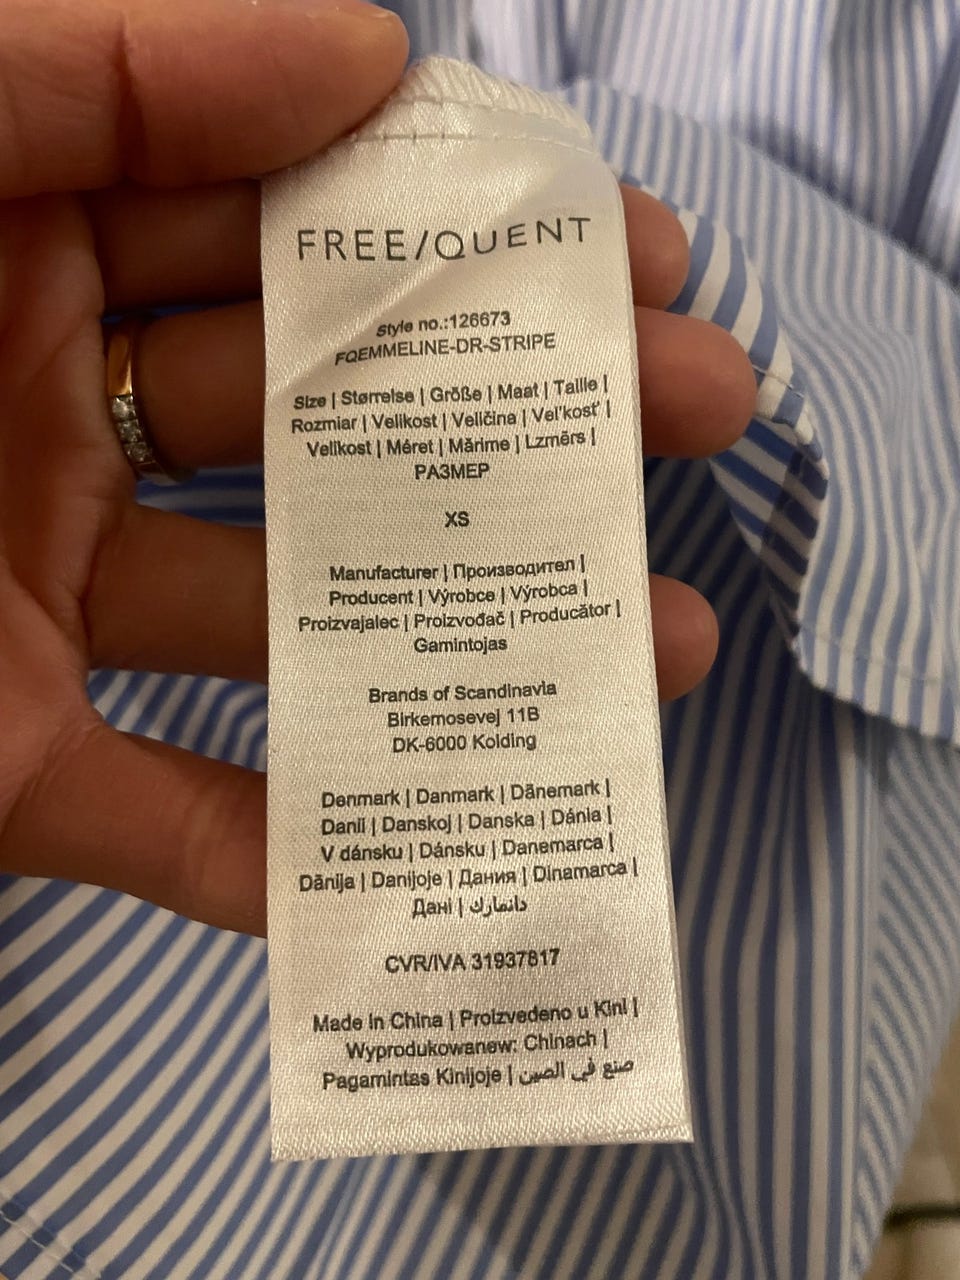 FREE/QUENT
Style no.:126673
FQEMMELINE-DR-STRIPE
Size | Størrelse | Größe | Maat | Taille |
Rozmiar | Velikost | Veličina | Vel'kosť |
Velikost | Méret | Mărime | Lzmērs |
РАЗМЕР
XS
Manufacturer | Производител |
Producent | Výrobce | Výrobca |
Proizvajalec | Proizvođač | Producător |
Gamintojas
Brands of Scandinavia
Birkemosevej 11B
DK-6000 Kolding
Denmark | Danmark | Dänemark |
Danii | Danskoj | Danska | Dánia |
V dánsku | Dánsku | Danemarca |
Dānija | Danijoje | Дания | Dinamarca |
Дані | دانمارك
CVR/IVA 31937817
Made in China | Proizvedeno u Kini |
Wyprodukowanew: Chinach |
Pagamintas Kinijoje | صنع في الصين